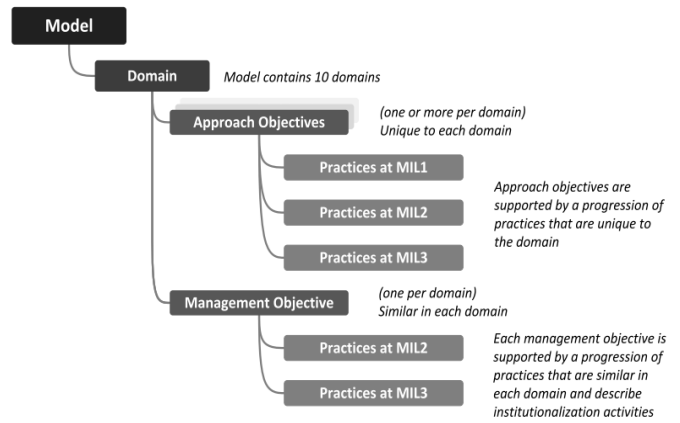 Model
Domain
Model contains 10 domains
Approach Objectives
(one or more per domain)
Unique to each domain
Practices at MIL1
Practices at MIL2
Practices at MIL3
Approach objectives are
supported by a progression of
practices that are unique to
the domain
Management Objective
(one per domain)
Similar in each domain
Practices at MIL2
Practices at MIL3
Each management objective is
supported by a progression of
practices that are similar in
each domain and describe
institutionalization activities